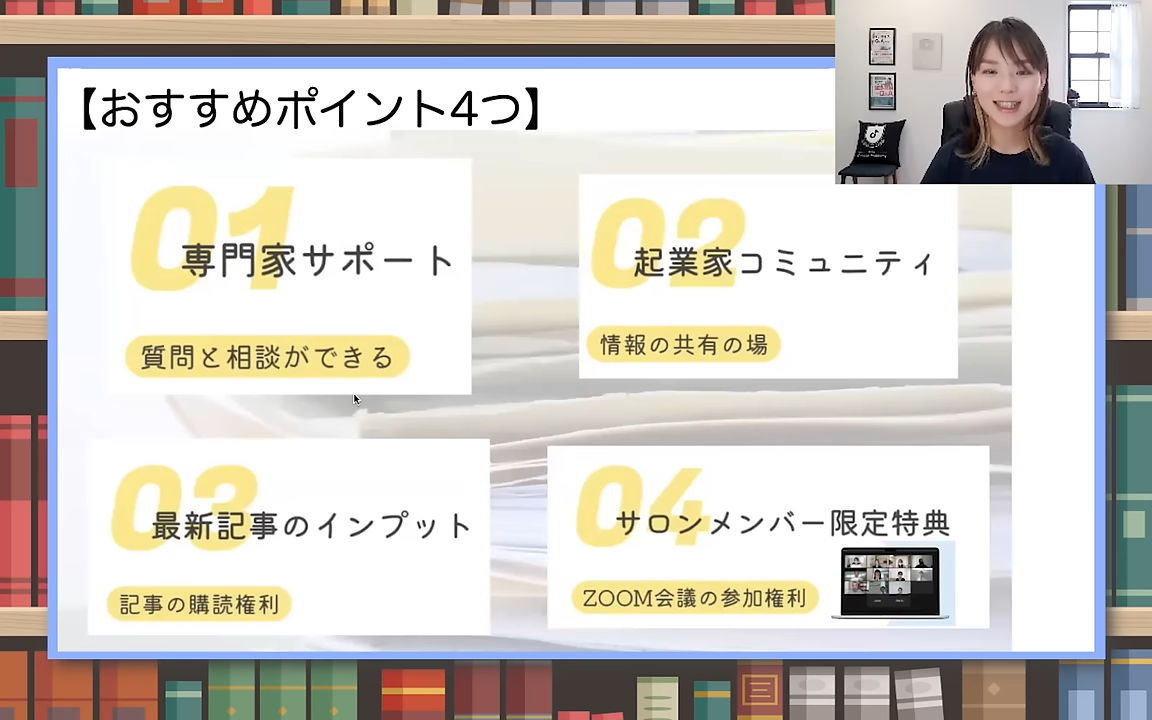 【おすすめポイント4つ】
01
専門家サポート
質問と相談ができる
02
起業家コミュニティ
情報の共有の場
03
最新記事のインプット
記事の購読権利
04
サロンメンバー限定特典
ZOOM会議の参加権利